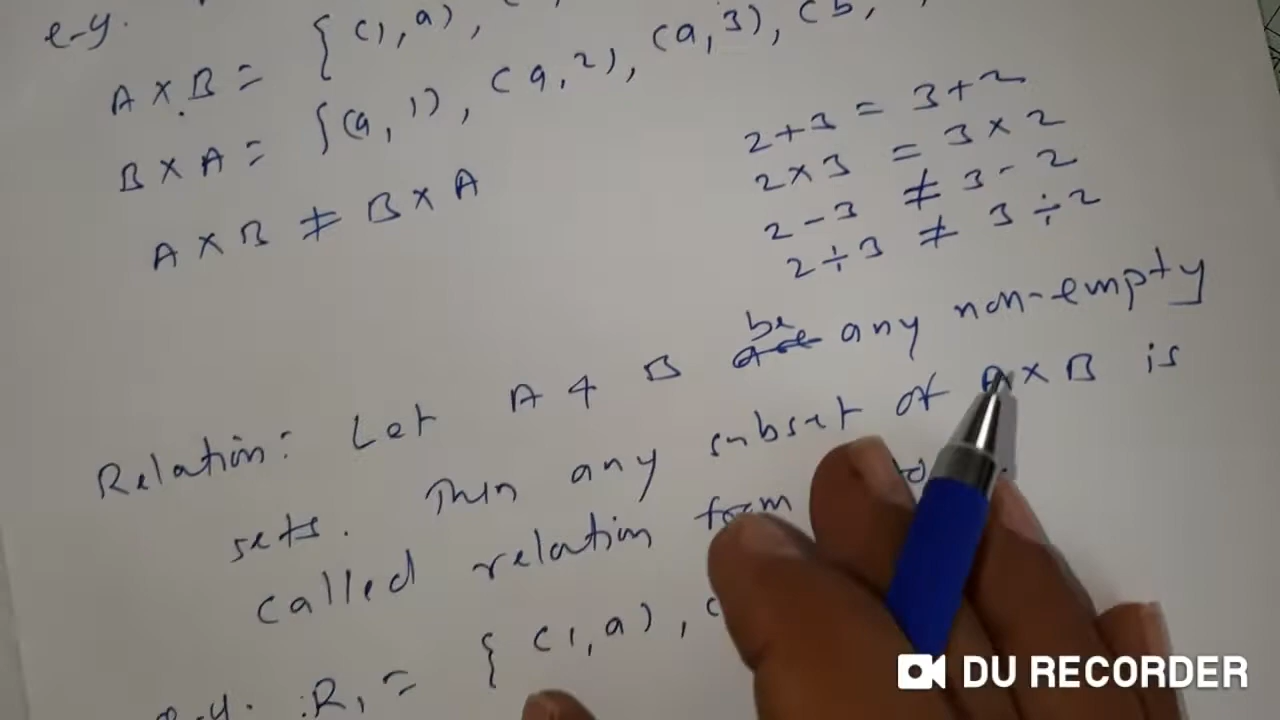 e-g.
A × B = { (1, a),
B × A = { (a, 1), (a, 2), (a, 3), (b,
A × B ≠ B × A
2 + 3 = 3 + 2
2 × 3 = 3 × 2
2 - 3 ≠ 3 - 2
2 ÷ 3 ≠ 3 ÷ 2
Relation: Let A & B be any non-empty
sets. Then any subset of A × B is
called relation from
e-g. R₁ = { (1, a),
DU RECORDER